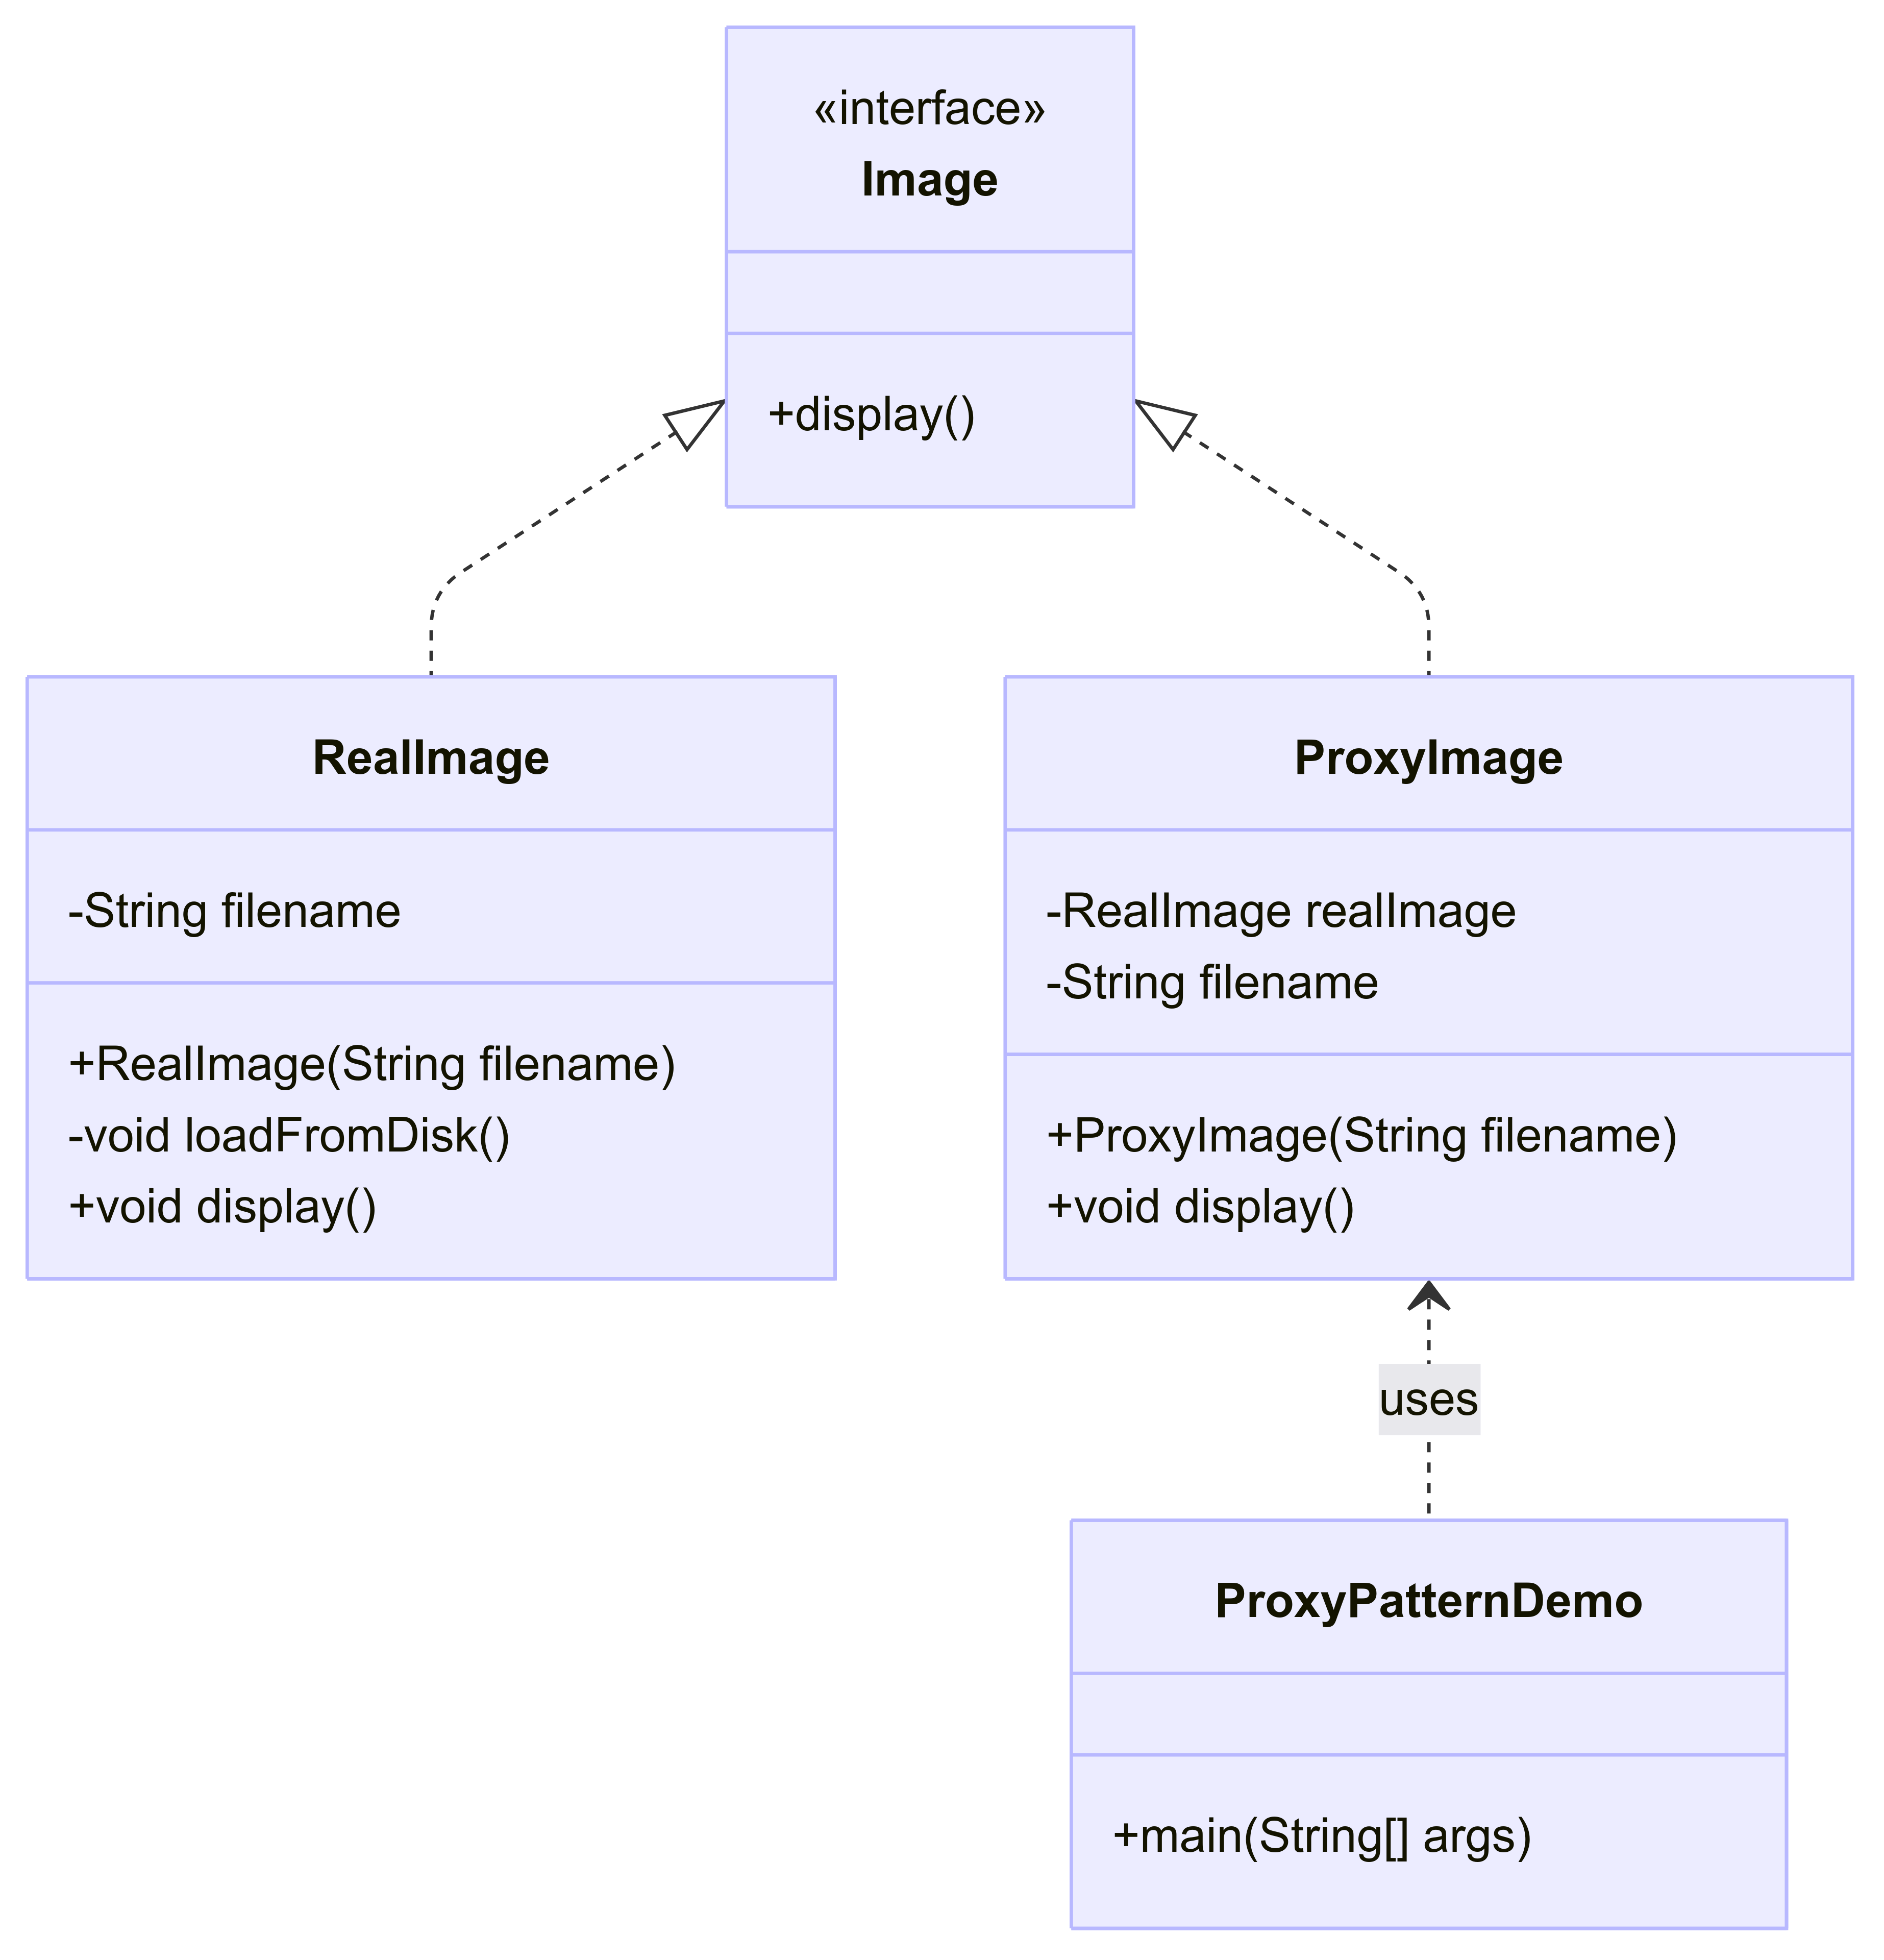 «interface»
Image
+display()
RealImage
-String filename
+RealImage(String filename)
-void loadFromDisk()
+void display()
ProxyImage
-RealImage realImage
-String filename
+ProxyImage(String filename)
+void display()
uses
ProxyPatternDemo
+main(String[] args)